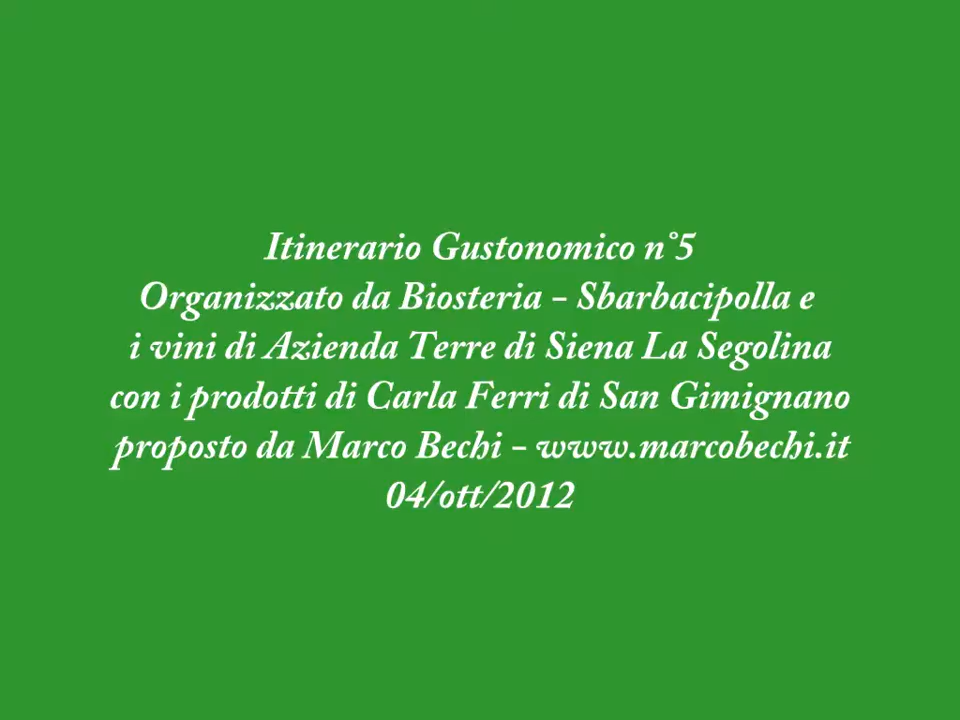 Itinerario Gustonomico n°5
Organizzato da Biosteria - Sbarbacipolla e
i vini di Azienda Terre di Siena La Segolina
con i prodotti di Carla Ferri di San Gimignano
proposto da Marco Bechi - www.marcobechi.it
04/ott/2012